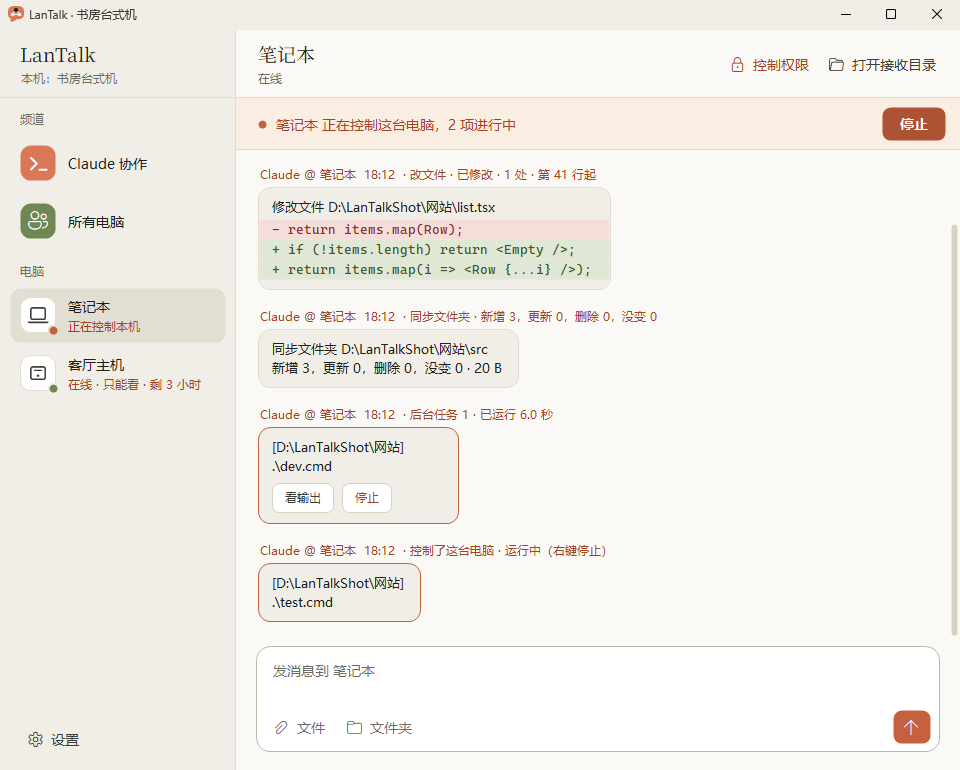 LanTalk · 书房台式机
LanTalk
本机：书房台式机
频道
Claude 协作
所有电脑
电脑
笔记本
正在控制本机
客厅主机
在线 · 只能看 · 剩 3 小时
设置
笔记本
在线
控制权限
打开接收目录
笔记本 正在控制这台电脑，2 项进行中
停止
Claude @ 笔记本 18:12 · 改文件 · 已修改 · 1 处 · 第 41 行起
修改文件 D:\LanTalkShot\网站\list.tsx
- return items.map(Row);
+ if (!items.length) return <Empty />;
+ return items.map(i => <Row {...i} />);
Claude @ 笔记本 18:12 · 同步文件夹 · 新增 3，更新 0，删除 0，没变 0
同步文件夹 D:\LanTalkShot\网站\src
新增 3，更新 0，删除 0，没变 0 · 20 B
Claude @ 笔记本 18:12 · 后台任务 1 · 已运行 6.0 秒
[D:\LanTalkShot\网站]
.\dev.cmd
看输出
停止
Claude @ 笔记本 18:12 · 控制了这台电脑 · 运行中（右键停止）
[D:\LanTalkShot\网站]
.\test.cmd
发消息到 笔记本
文件
文件夹